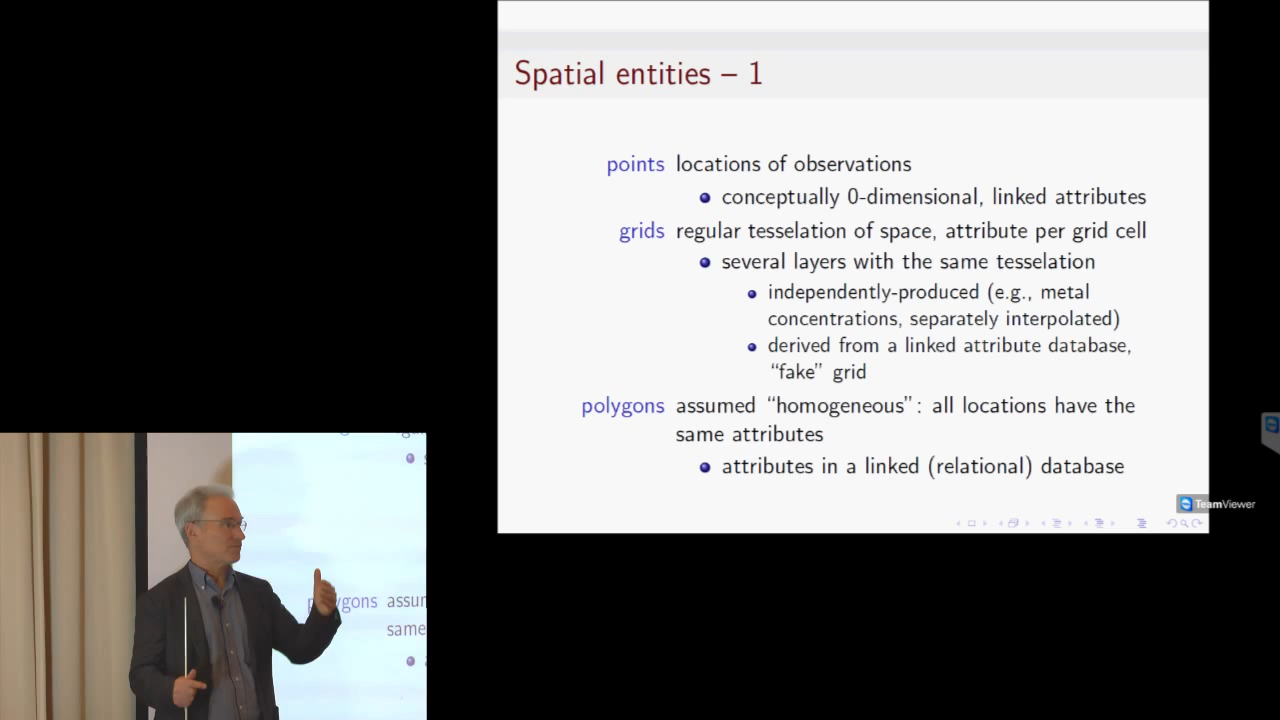 Spatial entities – 1
points locations of observations
conceptually 0-dimensional, linked attributes
grids regular tesselation of space, attribute per grid cell
several layers with the same tesselation
independently-produced (e.g., metal
concentrations, separately interpolated)
derived from a linked attribute database,
“fake” grid
polygons assumed “homogeneous”: all locations have the
same attributes
attributes in a linked (relational) database
TeamViewer
polygons assum
same